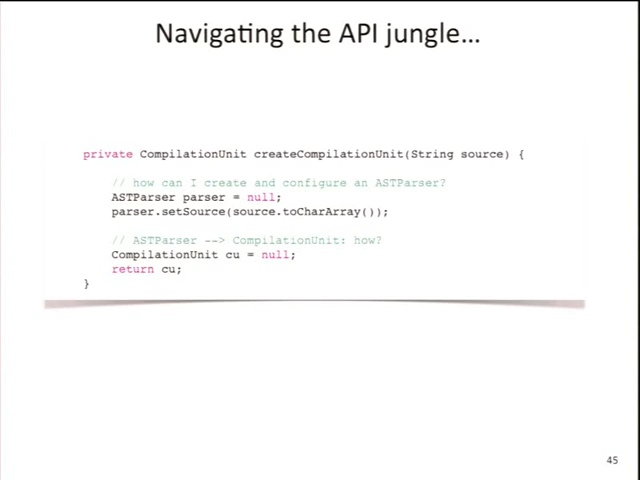 Navigating the API jungle…
private CompilationUnit createCompilationUnit(String source) {
// how can I create and configure an ASTParser?
ASTParser parser = null;
parser.setSource(source.toCharArray());
// ASTParser --> CompilationUnit: how?
CompilationUnit cu = null;
return cu;
}
45